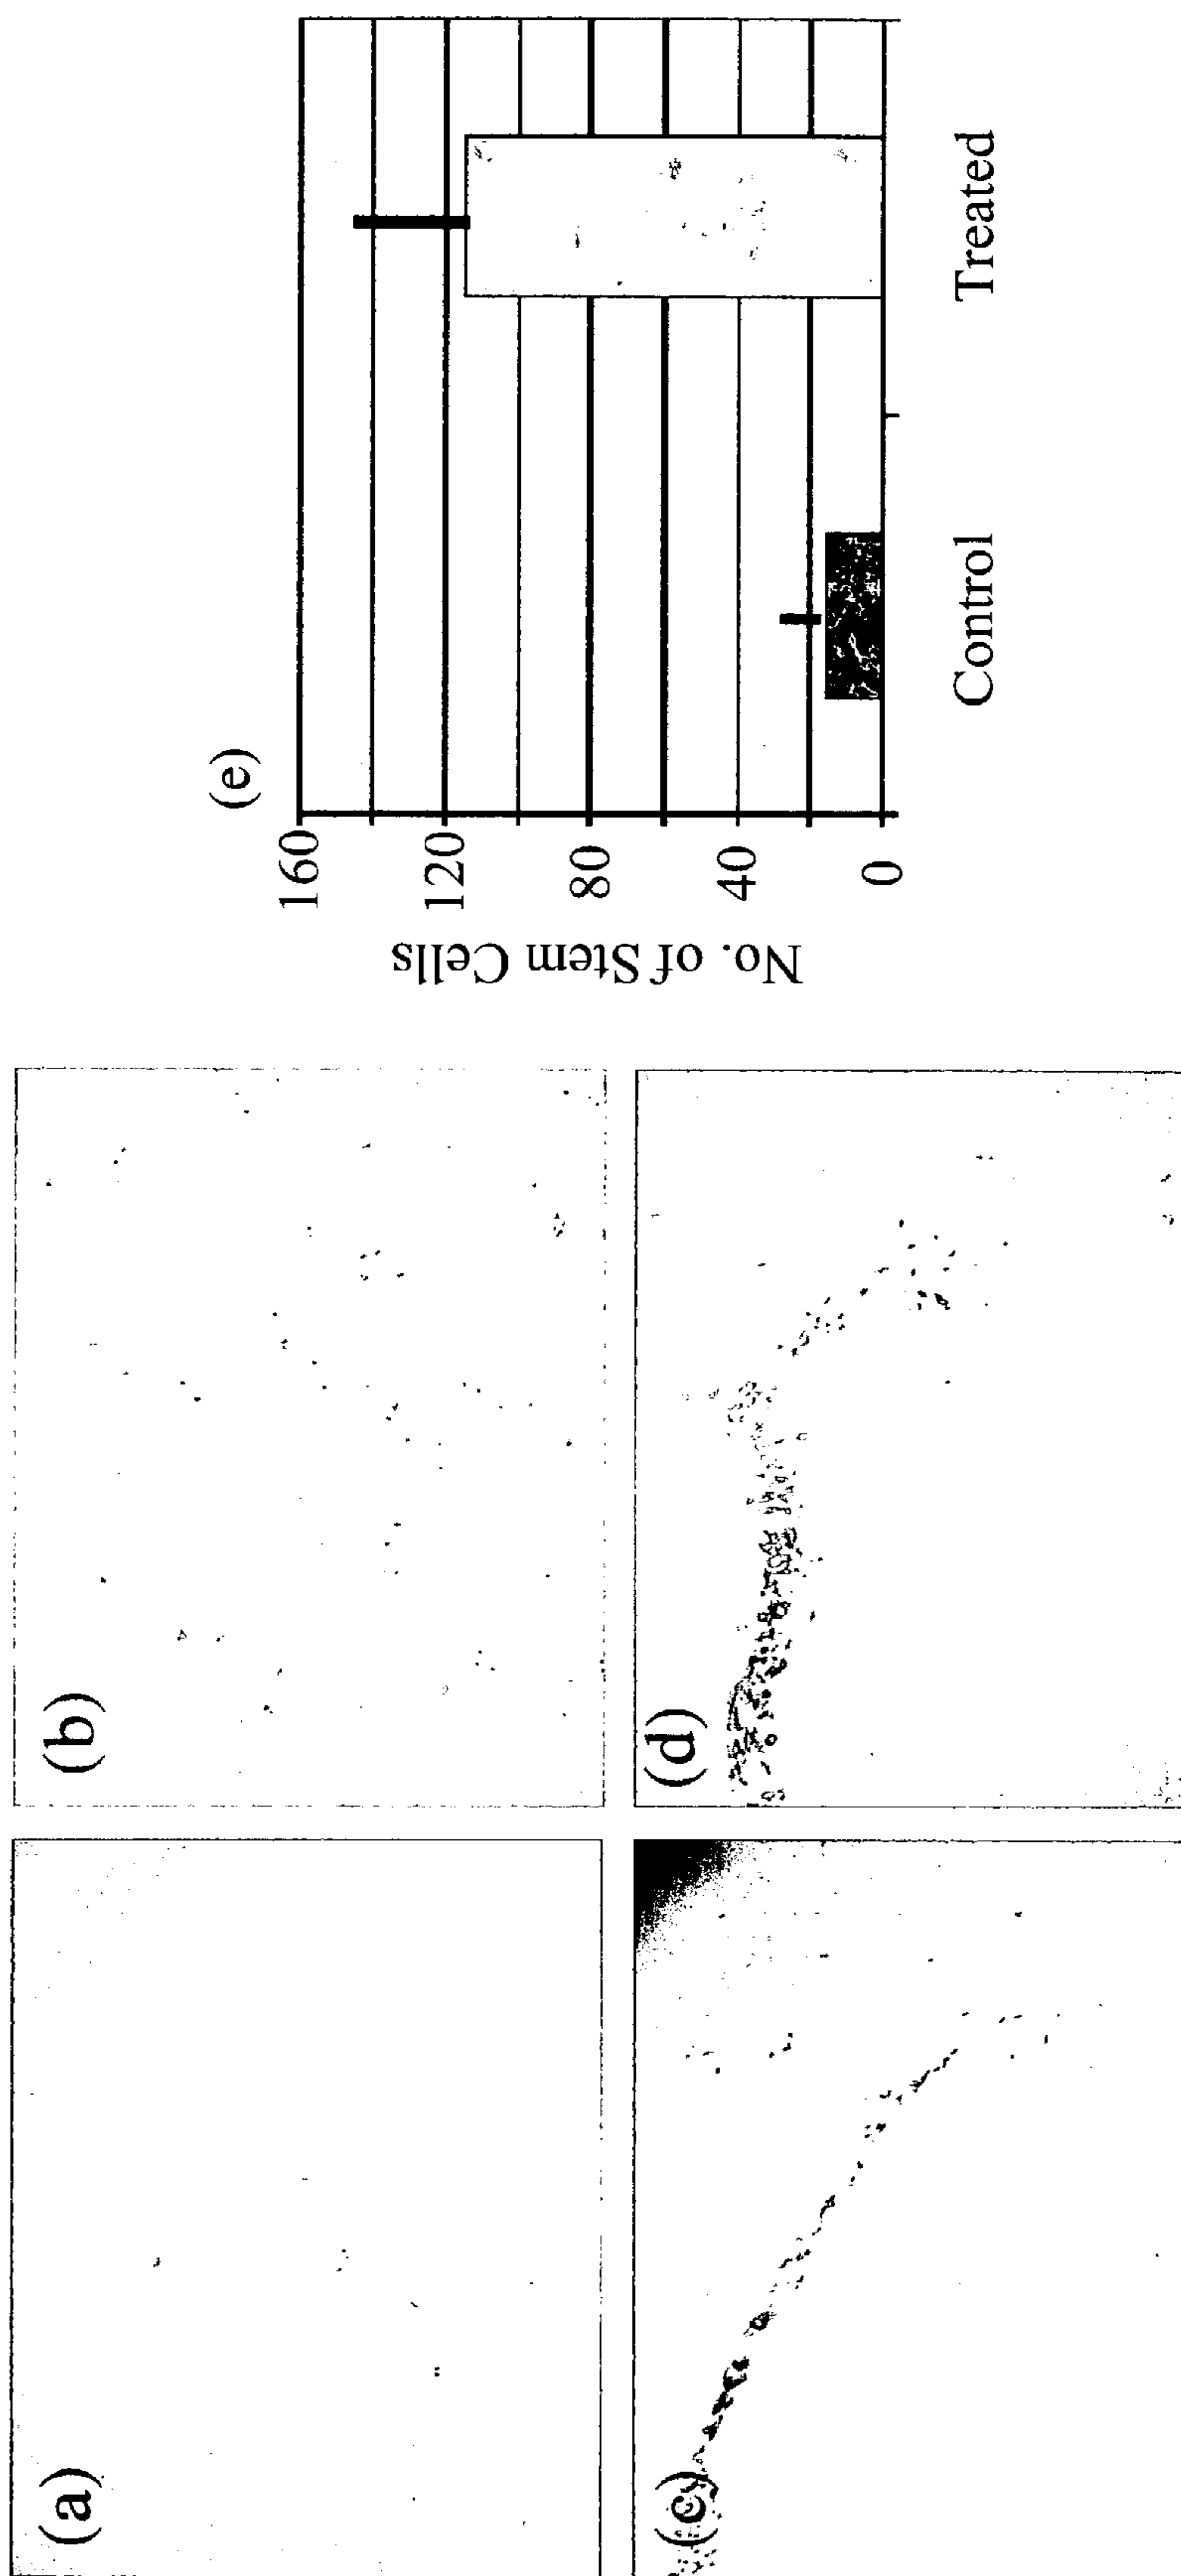 (a)
(b)
(c)
(d)
(e)
No. of Stem Cells
160
120
80
40
0
Control
Treated